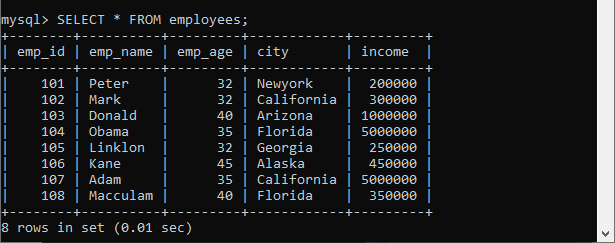 mysql> SELECT * FROM employees;
+--------+----------+---------+------------+---------+
| emp_id | emp_name | emp_age | city       | income  |
+--------+----------+---------+------------+---------+
|    101 | Peter    |      32 | Newyork    |  200000 |
|    102 | Mark     |      32 | California |  300000 |
|    103 | Donald   |      40 | Arizona    | 1000000 |
|    104 | Obama    |      35 | Florida    | 5000000 |
|    105 | Linklon  |      32 | Georgia    |  250000 |
|    106 | Kane     |      45 | Alaska     |  450000 |
|    107 | Adam     |      35 | California | 5000000 |
|    108 | Macculam |      40 | Florida    |  350000 |
+--------+----------+---------+------------+---------+
8 rows in set (0.01 sec)